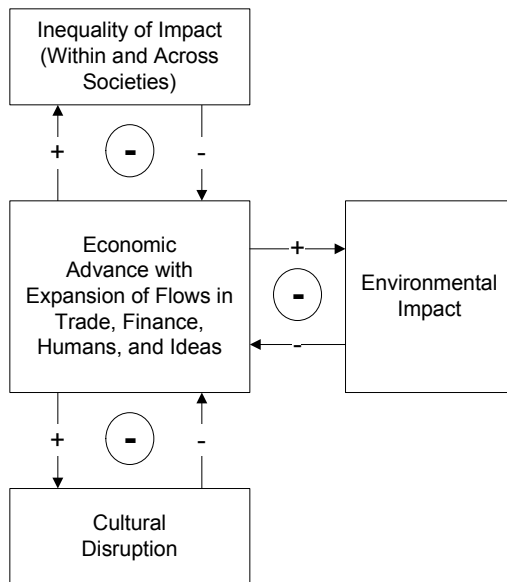 Inequality of Impact
(Within and Across
Societies)
+
-
-
Economic
Advance with
Expansion of Flows in
Trade, Finance,
Humans, and Ideas
+
-
-
Environmental
Impact
+
-
-
Cultural
Disruption